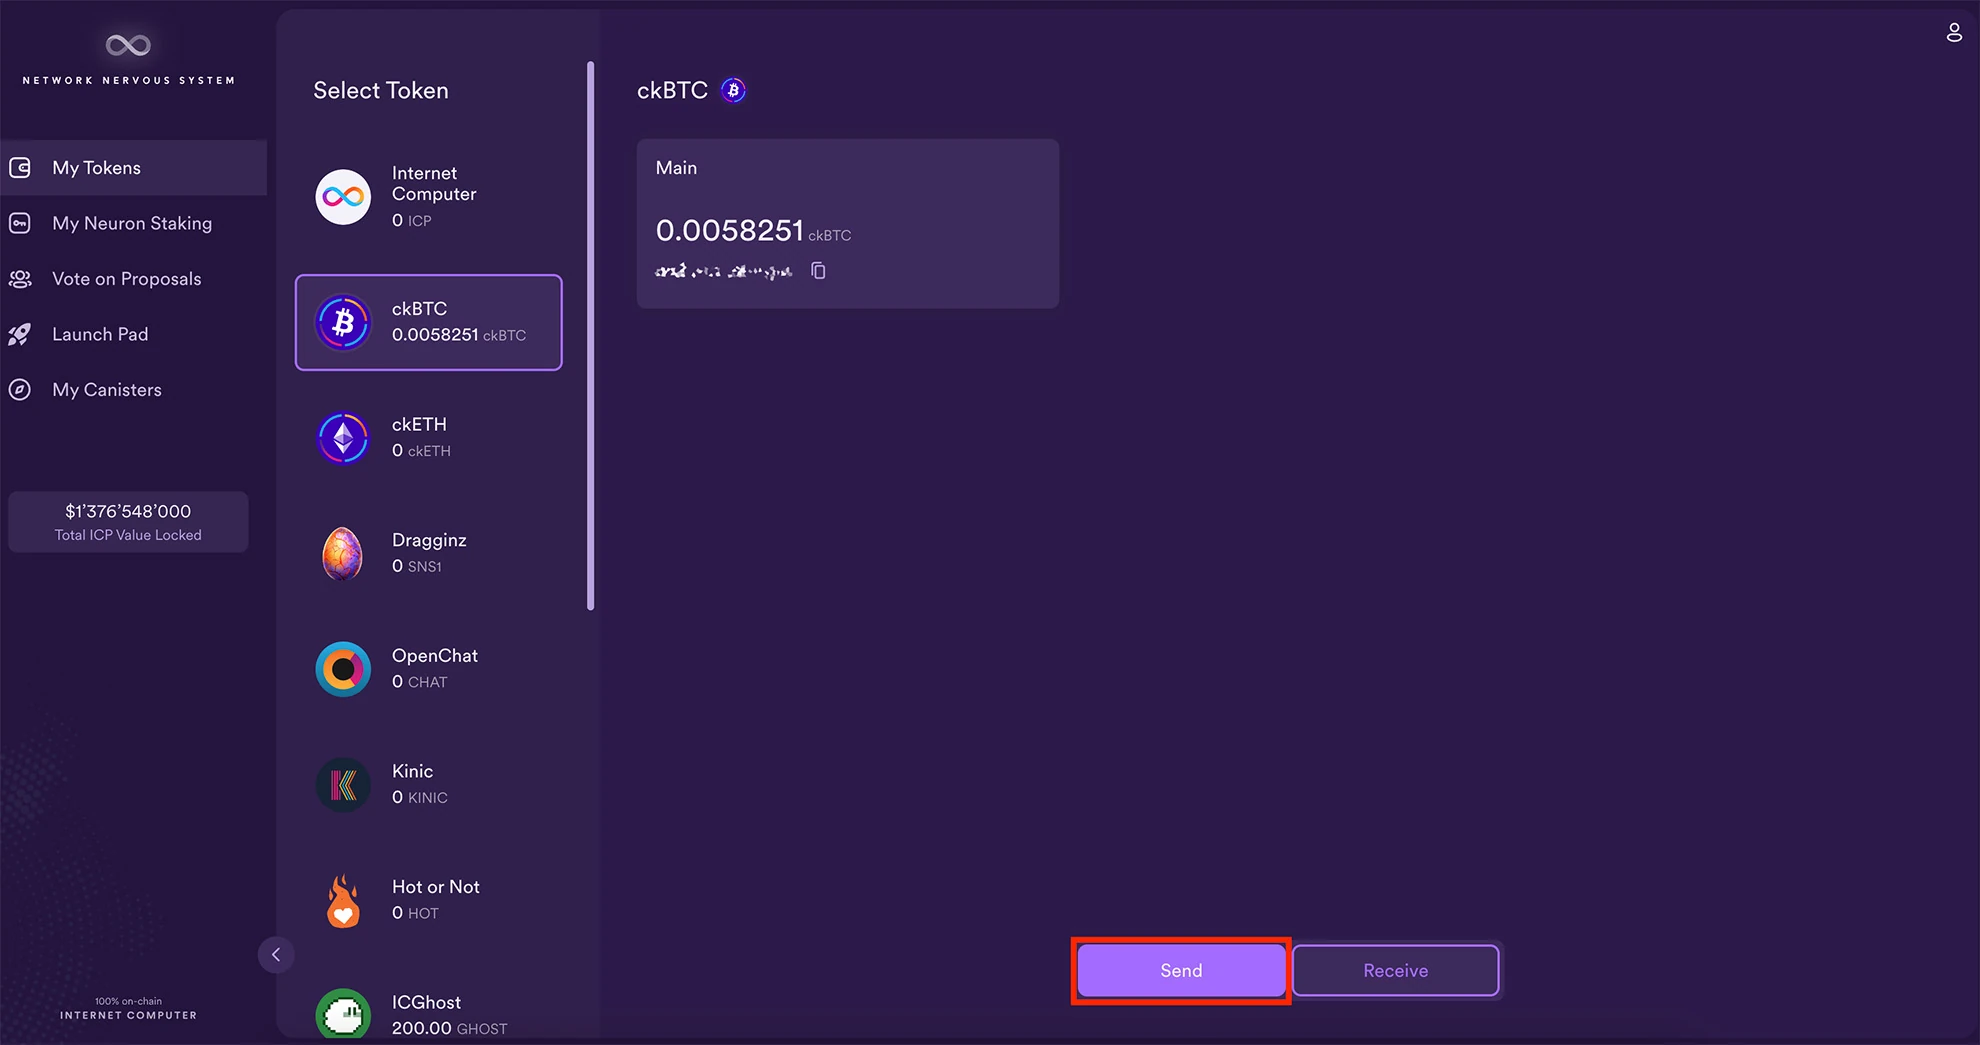 NETWORK NERVOUS SYSTEM
My Tokens
My Neuron Staking
Vote on Proposals
Launch Pad
My Canisters
$1’376’548’000
Total ICP Value Locked
100% on-chain
INTERNET COMPUTER
Select Token
Internet
Computer
0 ICP
ckBTC
0.0058251 ckBTC
ckETH
0 ckETH
Dragginz
0 SNS1
OpenChat
0 CHAT
Kinic
0 KINIC
Hot or Not
0 HOT
ICGhost
200.00 GHOST
ckBTC
Main
0.0058251 ckBTC
Send
Receive